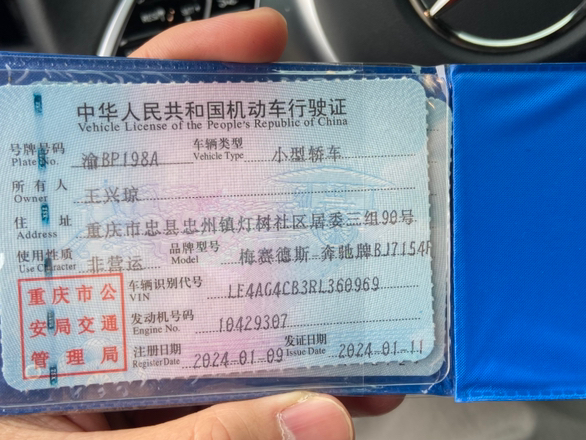 中华人民共和国机动车行驶证
Vehicle License of the People's Republic of China
号牌号码 渝BP198A 车辆类型 小型轿车
Plate No. Vehicle Type
所有人 王兴琼
Owner
住址 重庆市忠县忠州镇灯树社区居委三组90号
Address
使用性质 非营运 品牌型号 梅赛德斯-奔驰牌BJ7154
Use Character Model
车辆识别代号 LE4AG4CB3RL360969
VIN
发动机号码 10429307
Engine No.
注册日期 2024-01-09 发证日期 2024-01-11
Register Date Issue Date
重庆市公
安局交通
管理局